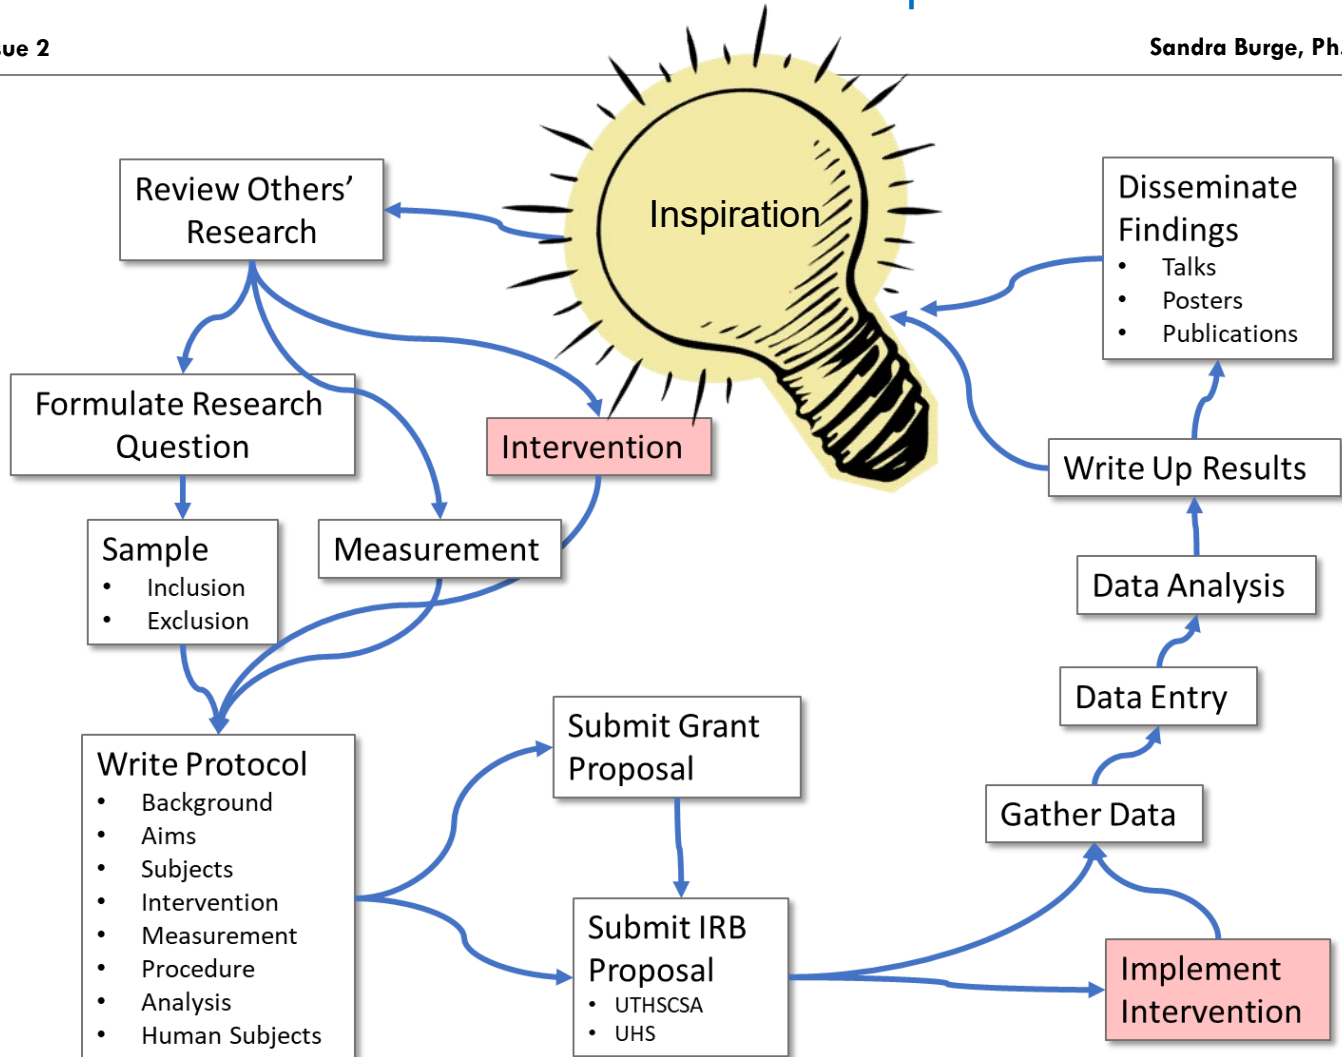 sue 2
Sandra Burge, Ph.
Inspiration
Review Others’
Research
Disseminate
Findings
• Talks
• Posters
• Publications
Formulate Research
Question
Intervention
Write Up Results
Sample
• Inclusion
• Exclusion
Measurement
Data Analysis
Data Entry
Write Protocol
• Background
• Aims
• Subjects
• Intervention
• Measurement
• Procedure
• Analysis
• Human Subjects
Submit Grant
Proposal
Gather Data
Submit IRB
Proposal
• UTHSCSA
• UHS
Implement
Intervention